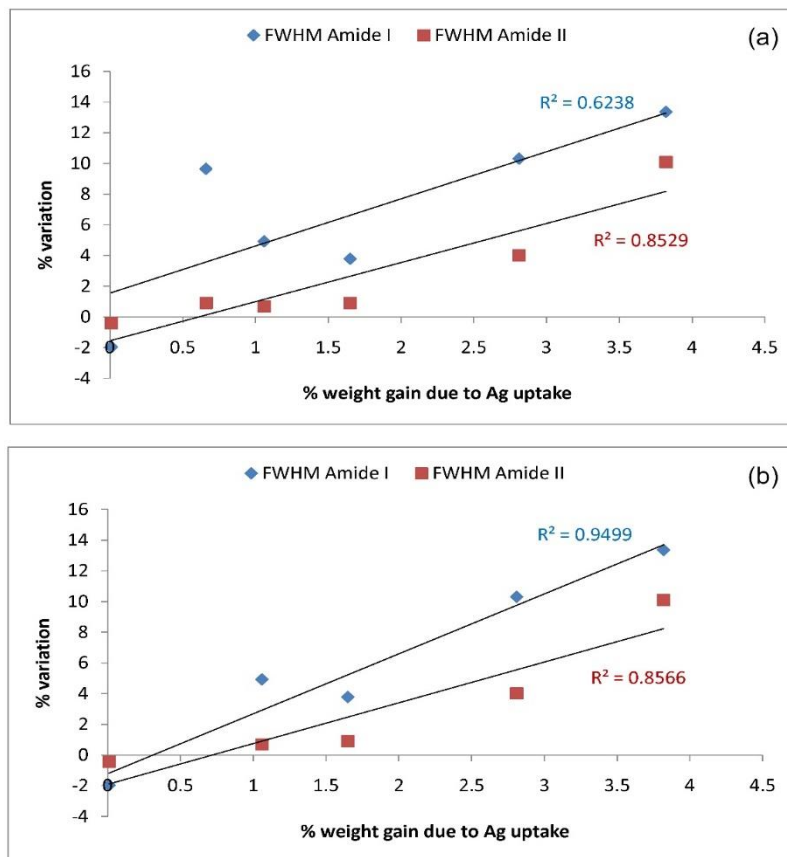 FWHM Amide I FWHM Amide II (a)
16
14
12
10
8
6
4
2
0
-2
-4
R² = 0.6238
R² = 0.8529
0 0.5 1 1.5 2 2.5 3 3.5 4 4.5
% variation
% weight gain due to Ag uptake
FWHM Amide I FWHM Amide II (b)
16
14
12
10
8
6
4
2
0
-2
-4
R² = 0.9499
R² = 0.8566
0 0.5 1 1.5 2 2.5 3 3.5 4 4.5
% variation
% weight gain due to Ag uptake